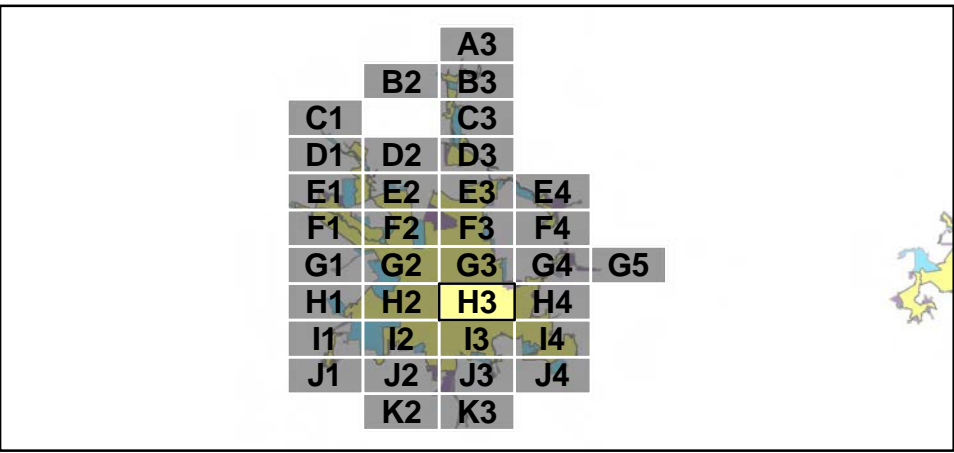 A3
B2 B3
C1 C3
D1 D2 D3
E1 E2 E3 E4
F1 F2 F3 F4
G1 G2 G3 G4 G5
H1 H2 H3 H4
I1 I2 I3 I4
J1 J2 J3 J4
K2 K3